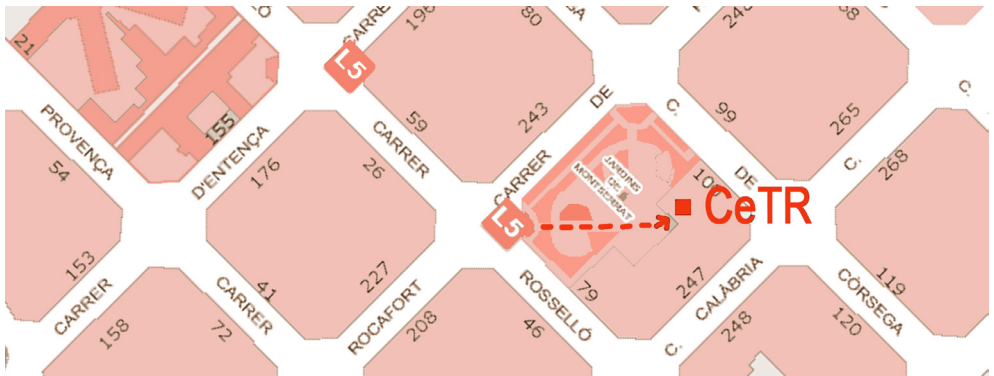 21
PROVENÇA
54
153
CARRER
155
D'ENTENÇA
176
26
CARRER
59
196
L5
CARRER
243
80
DE
CARRER
L5
C.
99
DE
248
265
268
C.
JARDINS
DE
MONTSERRAT
CeTR
158
72
CARRER
41
227
ROCAFORT
208
46
ROSSELLÓ
79
247
CALÀBRIA
C.
248
120
CÒRSEGA
119